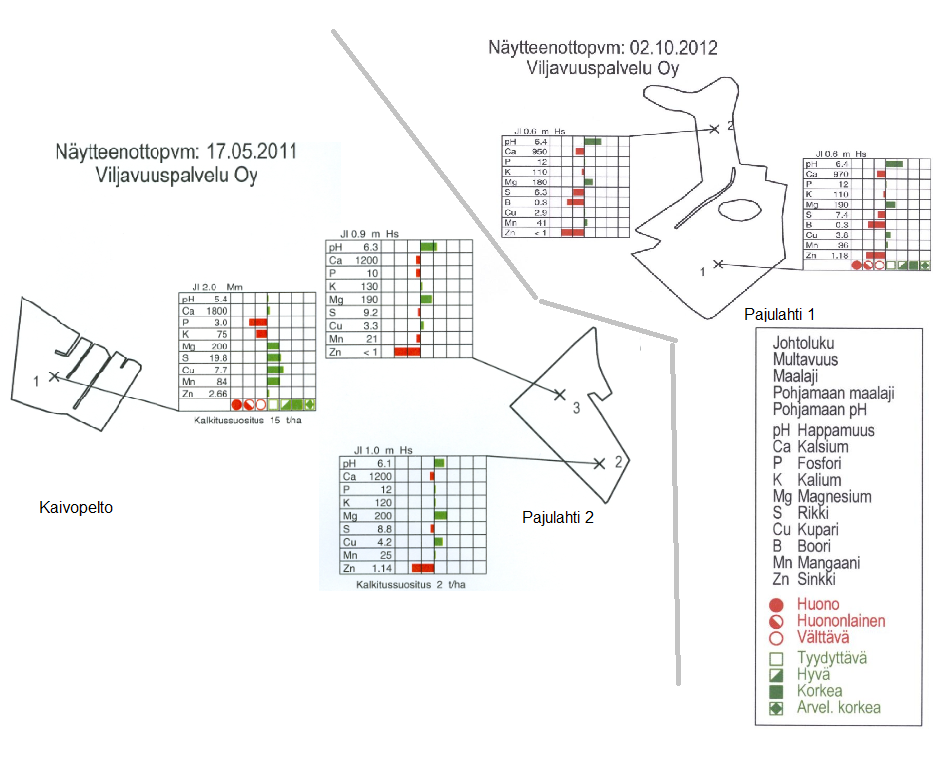 Näytteenottopvm: 17.05.2011
Viljavuuspalvelu Oy
JI 2.0 Mm
pH 5.4
Ca 1800
P 3.0
K 75
Mg 200
S 19.8
Cu 7.7
Mn 84
Zn 2.66
Kalkitussuositus 15 t/ha
1
Kaivopelto
JI 0.9 m Hs
pH 6.3
Ca 1200
P 10
K 130
Mg 190
S 9.2
Cu 3.3
Mn 21
Zn < 1
3
JI 1.0 m Hs
pH 6.1
Ca 1200
P 12
K 120
Mg 200
S 8.8
Cu 4.2
Mn 25
Zn 1.14
Kalkitussuositus 2 t/ha
2
Pajulahti 2
Näytteenottopvm: 02.10.2012
Viljavuuspalvelu Oy
JI 0.6 m Hs
pH 6.4
Ca 950
P 12
K 110
Mg 180
S 6.3
B 0.3
Cu 2.9
Mn 41
Zn < 1
2
JI 0.6 m Hs
pH 6.4
Ca 970
P 12
K 110
Mg 190
S 7.4
B 0.3
Cu 3.8
Mn 36
Zn 1.18
1
Pajulahti 1
Johtoluku
Multavuus
Maalaji
Pohjamaan maalaji
Pohjamaan pH
pH Happamuus
Ca Kalsium
P Fosfori
K Kalium
Mg Magnesium
S Rikki
Cu Kupari
B Boori
Mn Mangaani
Zn Sinkki
Huono
Huononlainen
Välttävä
Tyydyttävä
Hyvä
Korkea
Arvel. korkea